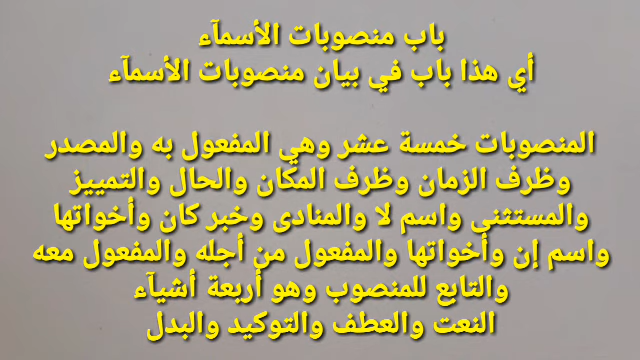 باب منصوبات الأسمآء
أي هذا باب في بيان منصوبات الأسمآء
المنصوبات خمسة عشر وهي المفعول به والمصدر
وظرف الزمان وظرف المكان والحال والتمييز
والمستثنى واسم لا والمنادى وخبر كان وأخواتها
واسم إن وأخواتها والمفعول من أجله والمفعول معه
والتابع للمنصوب وهو أربعة أشيآء
النعت والعطف والتوكيد والبدل